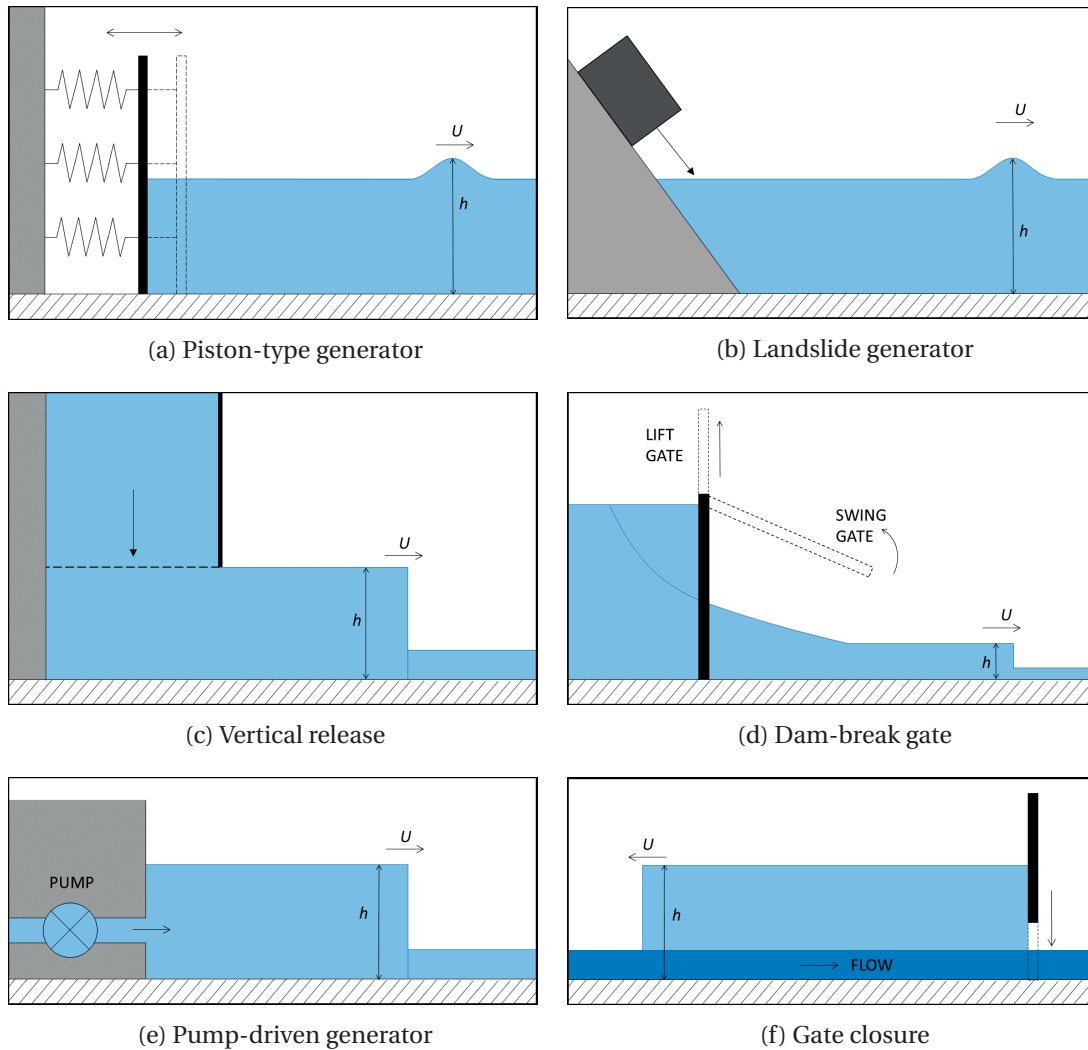 U
h
(a) Piston-type generator
U
h
(b) Landslide generator
U
h
(c) Vertical release
LIFT
GATE
SWING
GATE
U
h
(d) Dam-break gate
PUMP
U
h
(e) Pump-driven generator
U
h
FLOW
(f) Gate closure